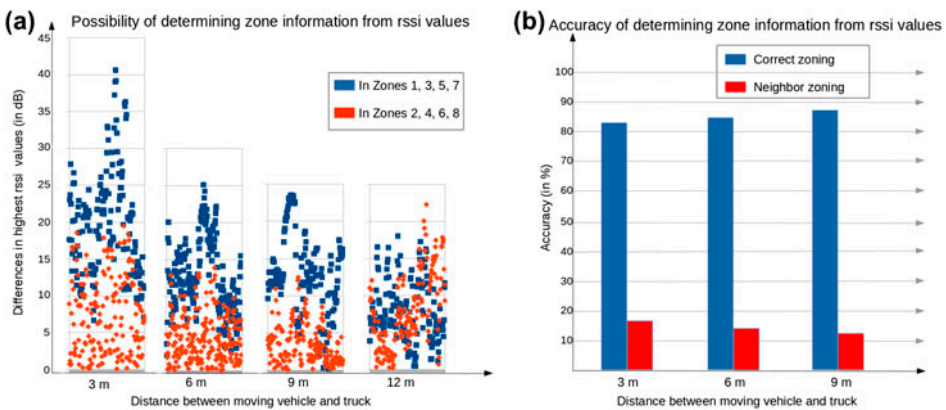 (a) Possibility of determining zone information from rssi values
45
40
35
30
25
20
15
10
5
0
Differences in highest rssi values (in dB)
In Zones 1, 3, 5, 7
In Zones 2, 4, 6, 8
3 m 6 m 9 m 12 m
Distance between moving vehicle and truck
(b) Accuracy of determining zone information from rssi values
100
90
80
70
60
50
40
30
20
10
Accuracy (in %)
Correct zoning
Neighbor zoning
3 m 6 m 9 m
Distance between moving vehicle and truck